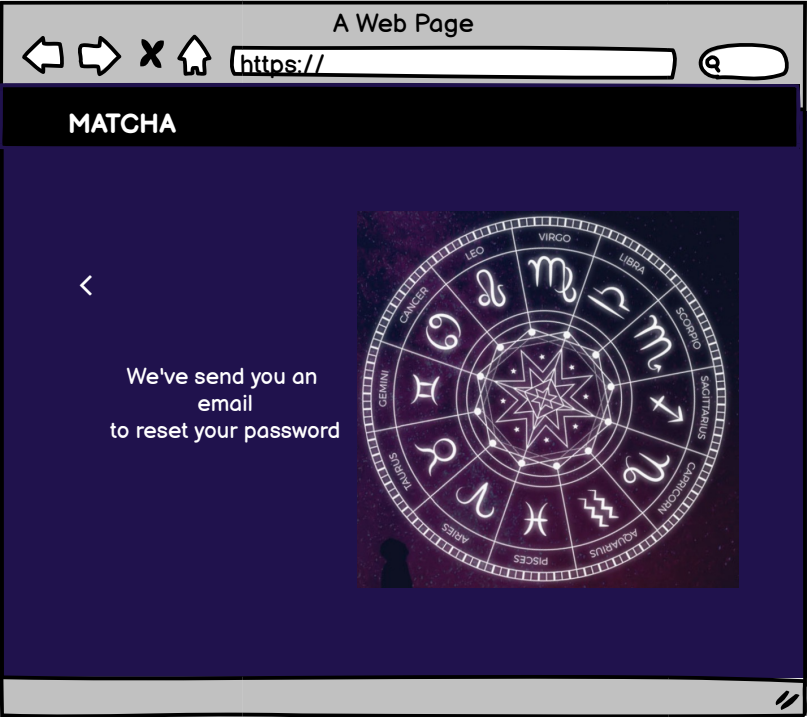 A Web Page
https://
MATCHA
We've send you an
email
to reset your password
VIRGO
LIBRA
SCORPIO
SAGITTARIUS
CAPRICORN
AQUARIUS
PISCES
ARIES
TAURUS
GEMINI
CANCER
LEO